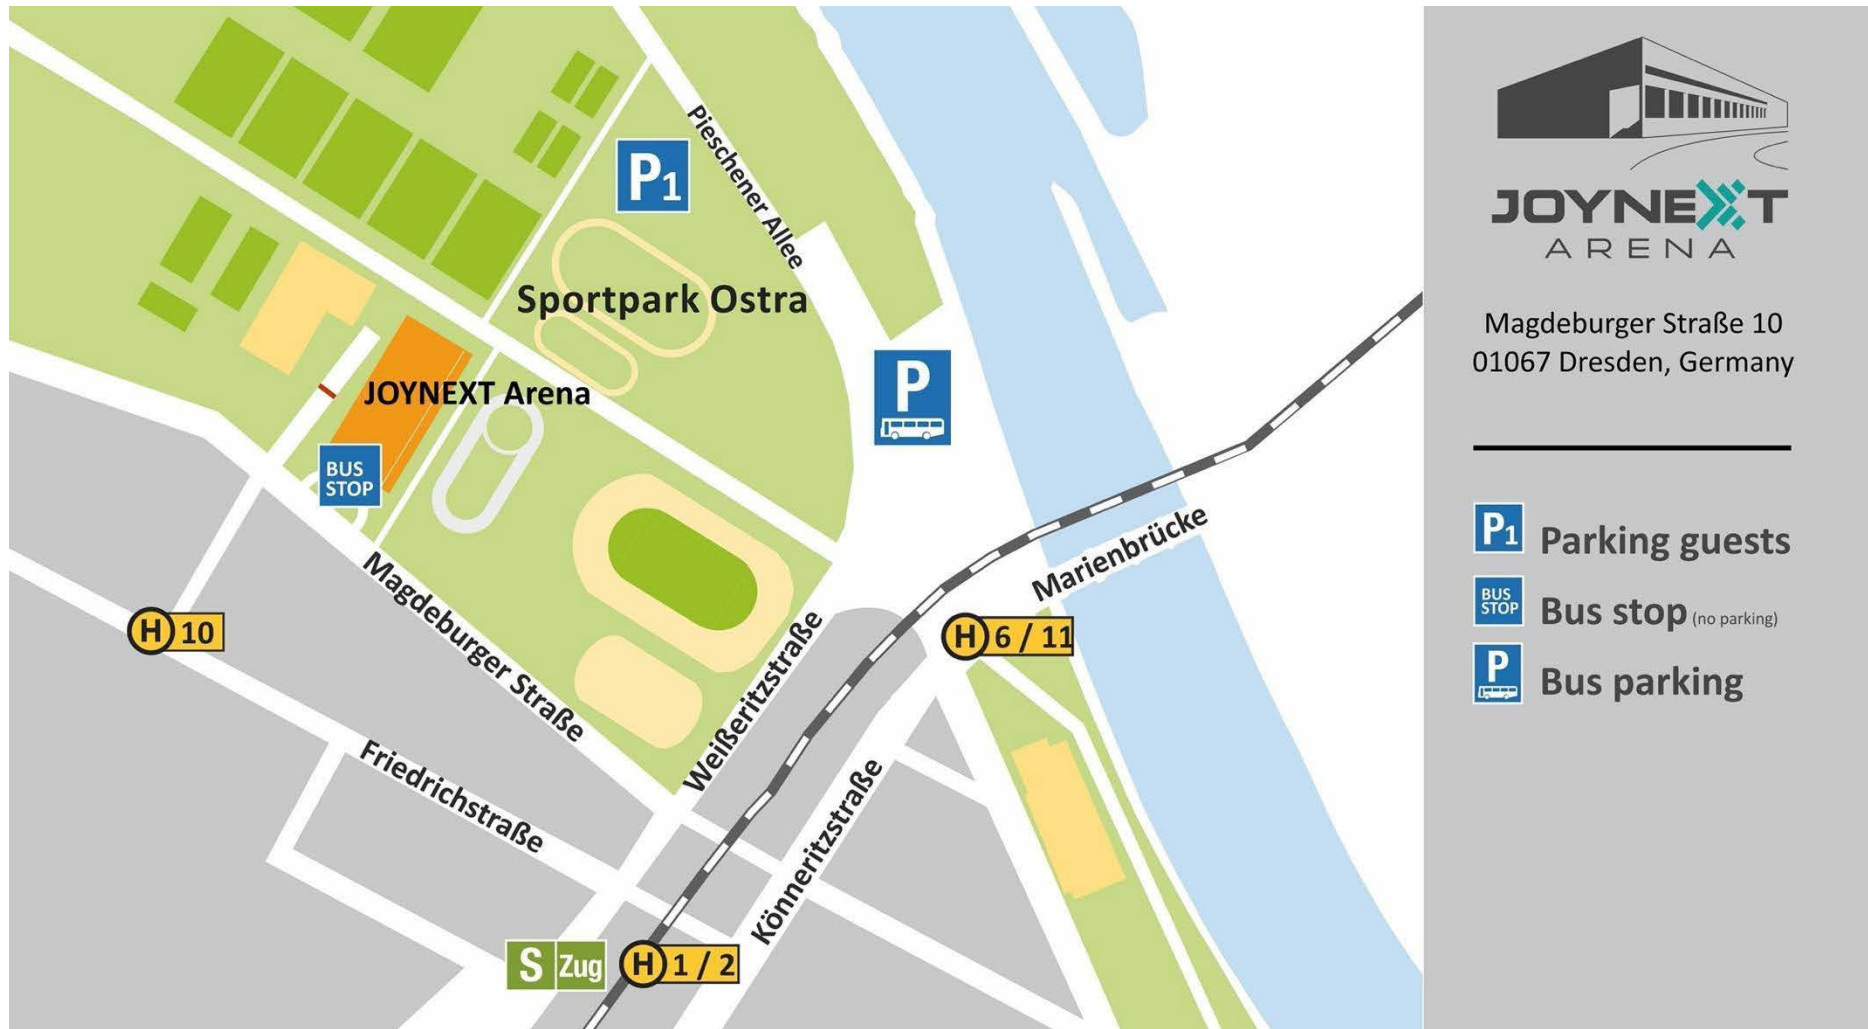 Pieschener Allee
P1
Sportpark Ostra
JOYNEXT Arena
P
BUS
STOP
Marienbrücke
Magdeburger Straße
H 10
H 6 / 11
Weißeritzstraße
Friedrichstraße
Könneritzstraße
S Zug
H 1 / 2
JOYNEXT
ARENA
Magdeburger Straße 10
01067 Dresden, Germany
P1 Parking guests
BUS
STOP
Bus stop (no parking)
P Bus parking